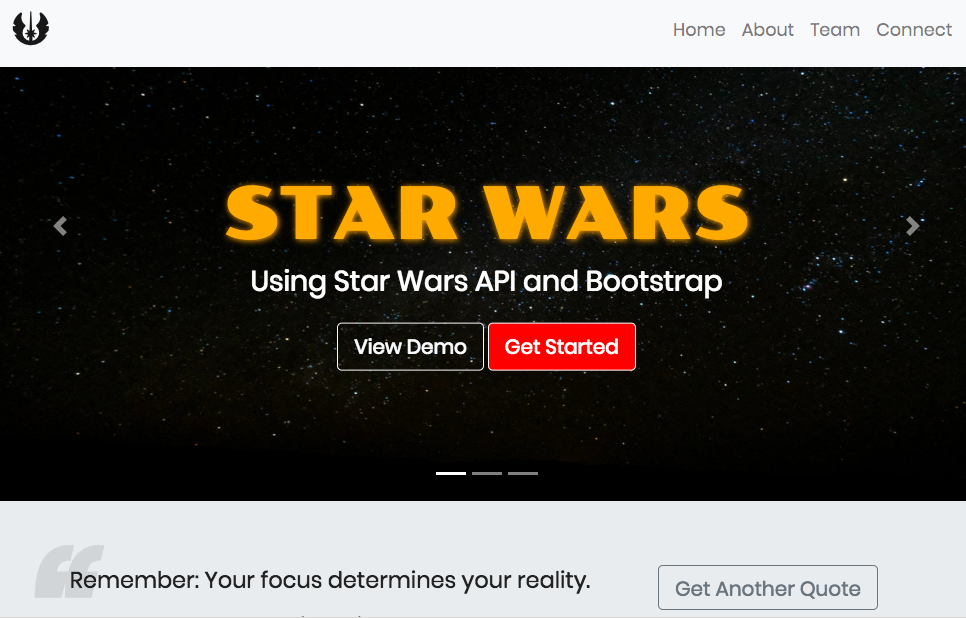 Home About Team Connect
STAR WARS
Using Star Wars API and Bootstrap
View Demo Get Started
Remember: Your focus determines your reality.
Get Another Quote